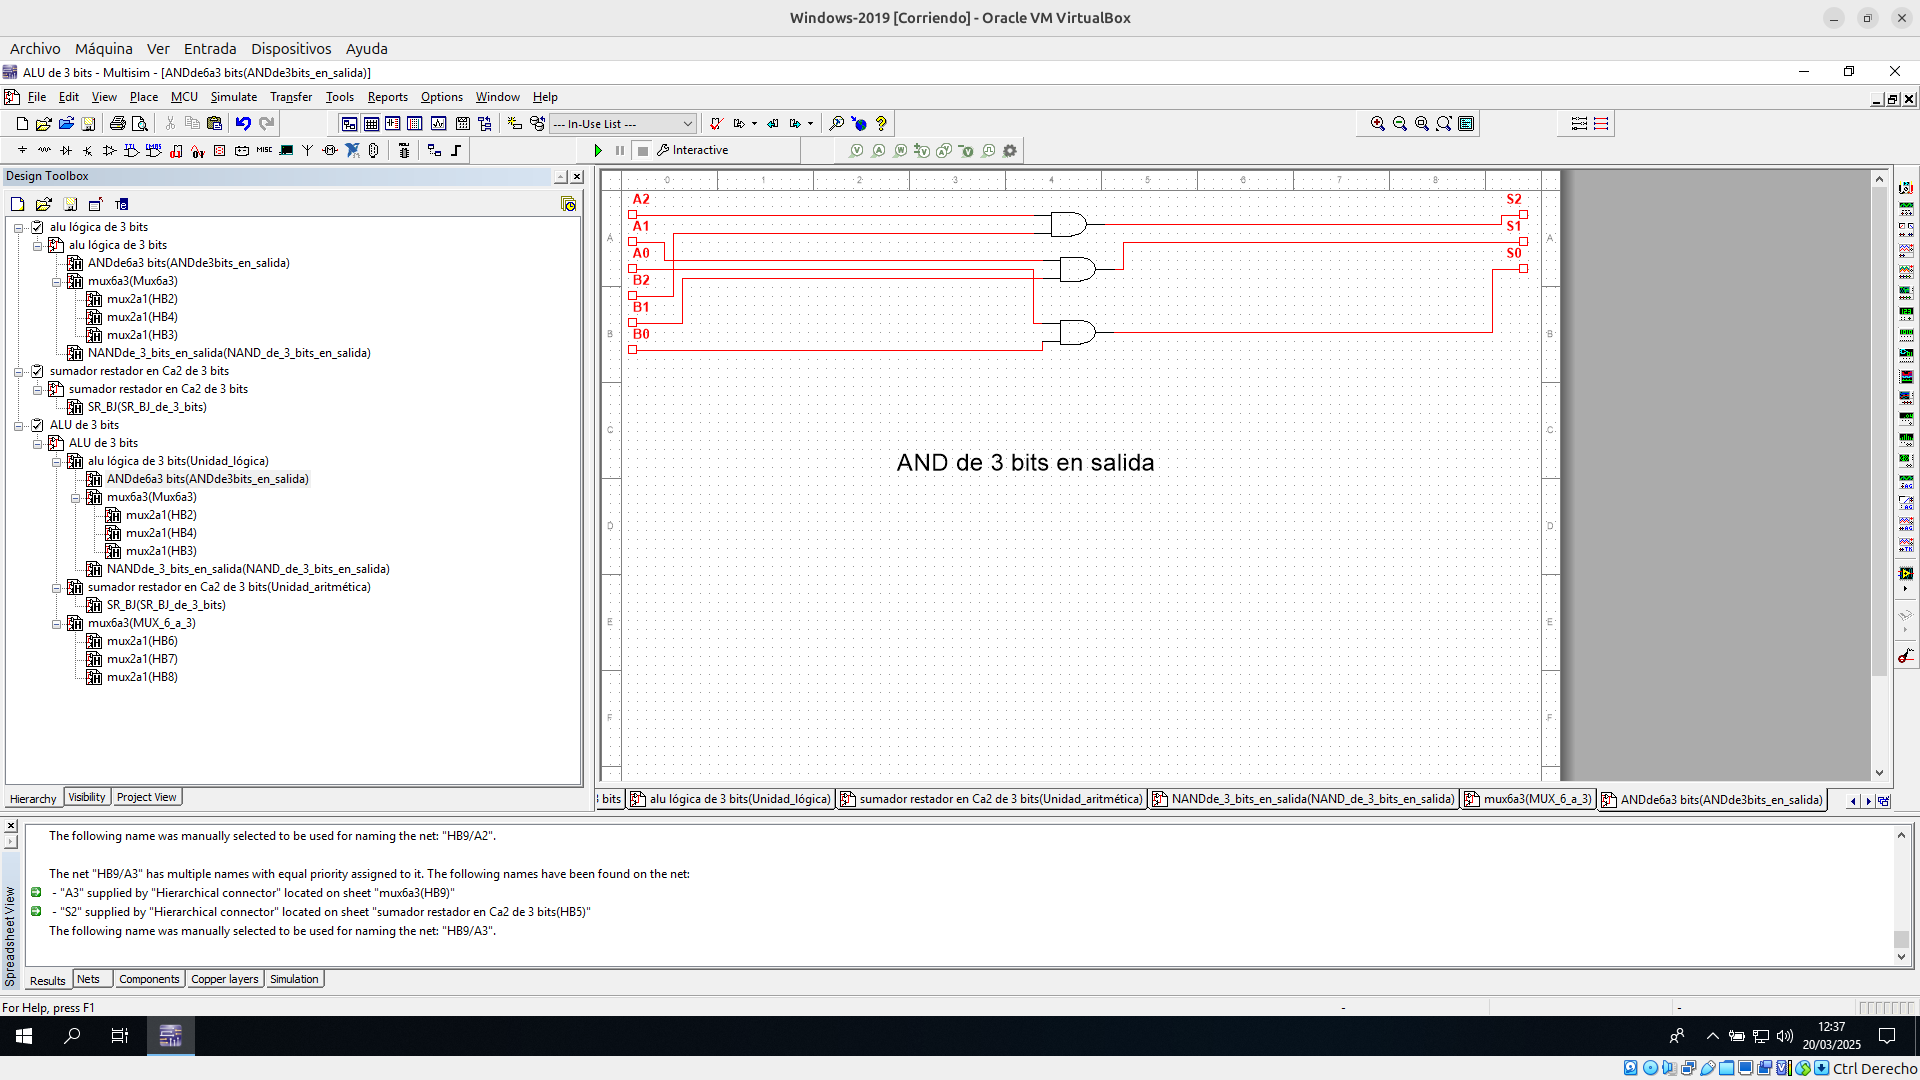 Windows-2019 [Corriendo] - Oracle VM VirtualBox
Archivo Máquina Ver Entrada Dispositivos Ayuda
ALU de 3 bits - Multisim - [ANDde6a3 bits(ANDde3bits_en_salida)]
File Edit View Place MCU Simulate Transfer Tools Reports Options Window Help
--- In-Use List ---
Interactive
Design Toolbox
alu lógica de 3 bits
alu lógica de 3 bits
ANDde6a3 bits(ANDde3bits_en_salida)
mux6a3(Mux6a3)
mux2a1(HB2)
mux2a1(HB4)
mux2a1(HB3)
NANDde_3_bits_en_salida(NAND_de_3_bits_en_salida)
sumador restador en Ca2 de 3 bits
sumador restador en Ca2 de 3 bits
SR_BJ(SR_BJ_de_3_bits)
ALU de 3 bits
ALU de 3 bits
alu lógica de 3 bits(Unidad_lógica)
ANDde6a3 bits(ANDde3bits_en_salida)
mux6a3(Mux6a3)
mux2a1(HB2)
mux2a1(HB4)
mux2a1(HB3)
NANDde_3_bits_en_salida(NAND_de_3_bits_en_salida)
sumador restador en Ca2 de 3 bits(Unidad_aritmética)
SR_BJ(SR_BJ_de_3_bits)
mux6a3(MUX_6_a_3)
mux2a1(HB6)
mux2a1(HB7)
mux2a1(HB8)
Hierarchy Visibility Project View
0 1 2 3 4 5 6 7 8
A2 S2
A1 S1
A A
A0 S0
B2
B1
B0
B B
C C
AND de 3 bits en salida
D D
E E
F F
bits alu lógica de 3 bits(Unidad_lógica) sumador restador en Ca2 de 3 bits(Unidad_aritmética) NANDde_3_bits_en_salida(NAND_de_3_bits_en_salida) mux6a3(MUX_6_a_3) ANDde6a3 bits(ANDde3bits_en_salida)
The following name was manually selected to be used for naming the net: "HB9/A2".
The net "HB9/A3" has multiple names with equal priority assigned to it. The following names have been found on the net:
- "A3" supplied by "Hierarchical connector" located on sheet "mux6a3(HB9)"
- "S2" supplied by "Hierarchical connector" located on sheet "sumador restador en Ca2 de 3 bits(HB5)"
The following name was manually selected to be used for naming the net: "HB9/A3".
Spreadsheet View
Results Nets Components Copper layers Simulation
For Help, press F1 - -
12:37
20/03/2025
Ctrl Derecho